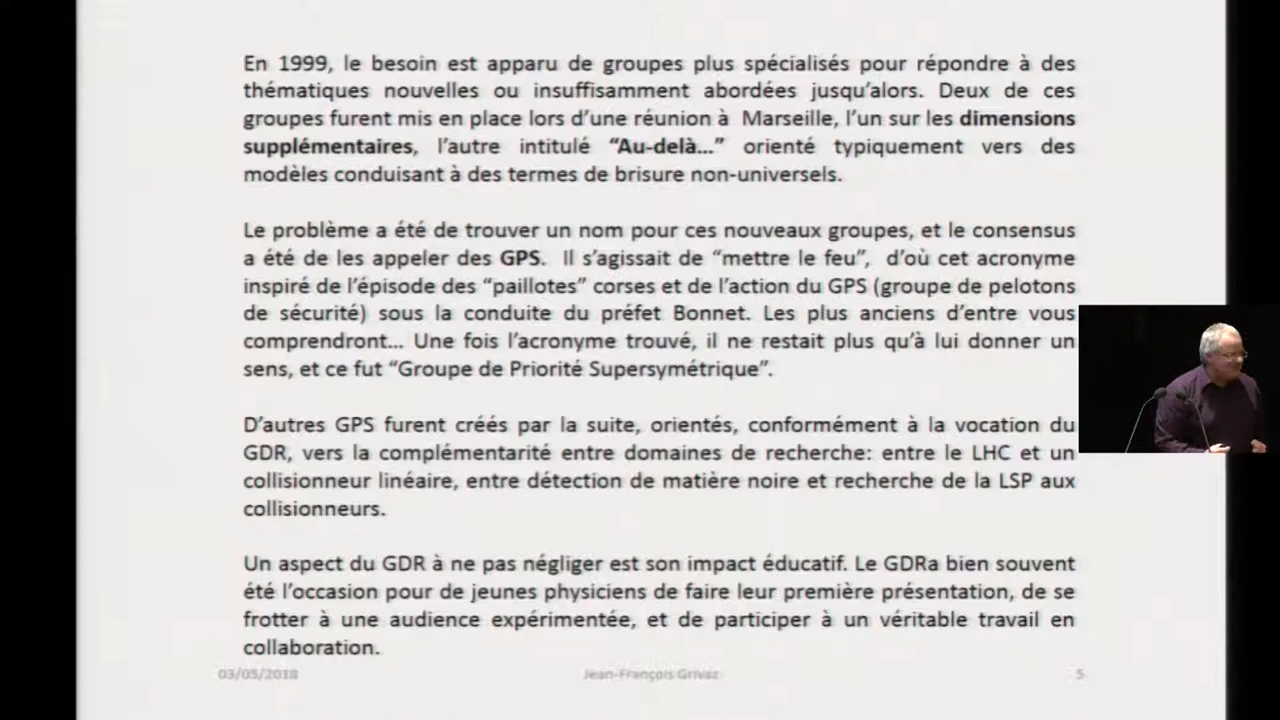 En 1999, le besoin est apparu de groupes plus spécialisés pour répondre à des
thématiques nouvelles ou insuffisamment abordées jusqu'alors. Deux de ces
groupes furent mis en place lors d'une réunion à Marseille, l'un sur les dimensions
supplémentaires, l'autre intitulé “Au-delà...” orienté typiquement vers des
modèles conduisant à des termes de brisure non-universels.
Le problème a été de trouver un nom pour ces nouveaux groupes, et le consensus
a été de les appeler des GPS. Il s'agissait de “mettre le feu”, d'où cet acronyme
inspiré de l'épisode des “paillotes” corses et de l'action du GPS (groupe de pelotons
de sécurité) sous la conduite du préfet Bonnet. Les plus anciens d'entre vous
comprendront... Une fois l'acronyme trouvé, il ne restait plus qu'à lui donner un
sens, et ce fut “Groupe de Priorité Supersymétrique”.
D'autres GPS furent créés par la suite, orientés, conformément à la vocation du
GDR, vers la complémentarité entre domaines de recherche: entre le LHC et un
collisionneur linéaire, entre détection de matière noire et recherche de la LSP aux
collisionneurs.
Un aspect du GDR à ne pas négliger est son impact éducatif. Le GDRa bien souvent
été l'occasion pour de jeunes physiciens de faire leur première présentation, de se
frotter à une audience expérimentée, et de participer à un véritable travail en
collaboration.
03/05/2018 Jean-François Grivaz 5